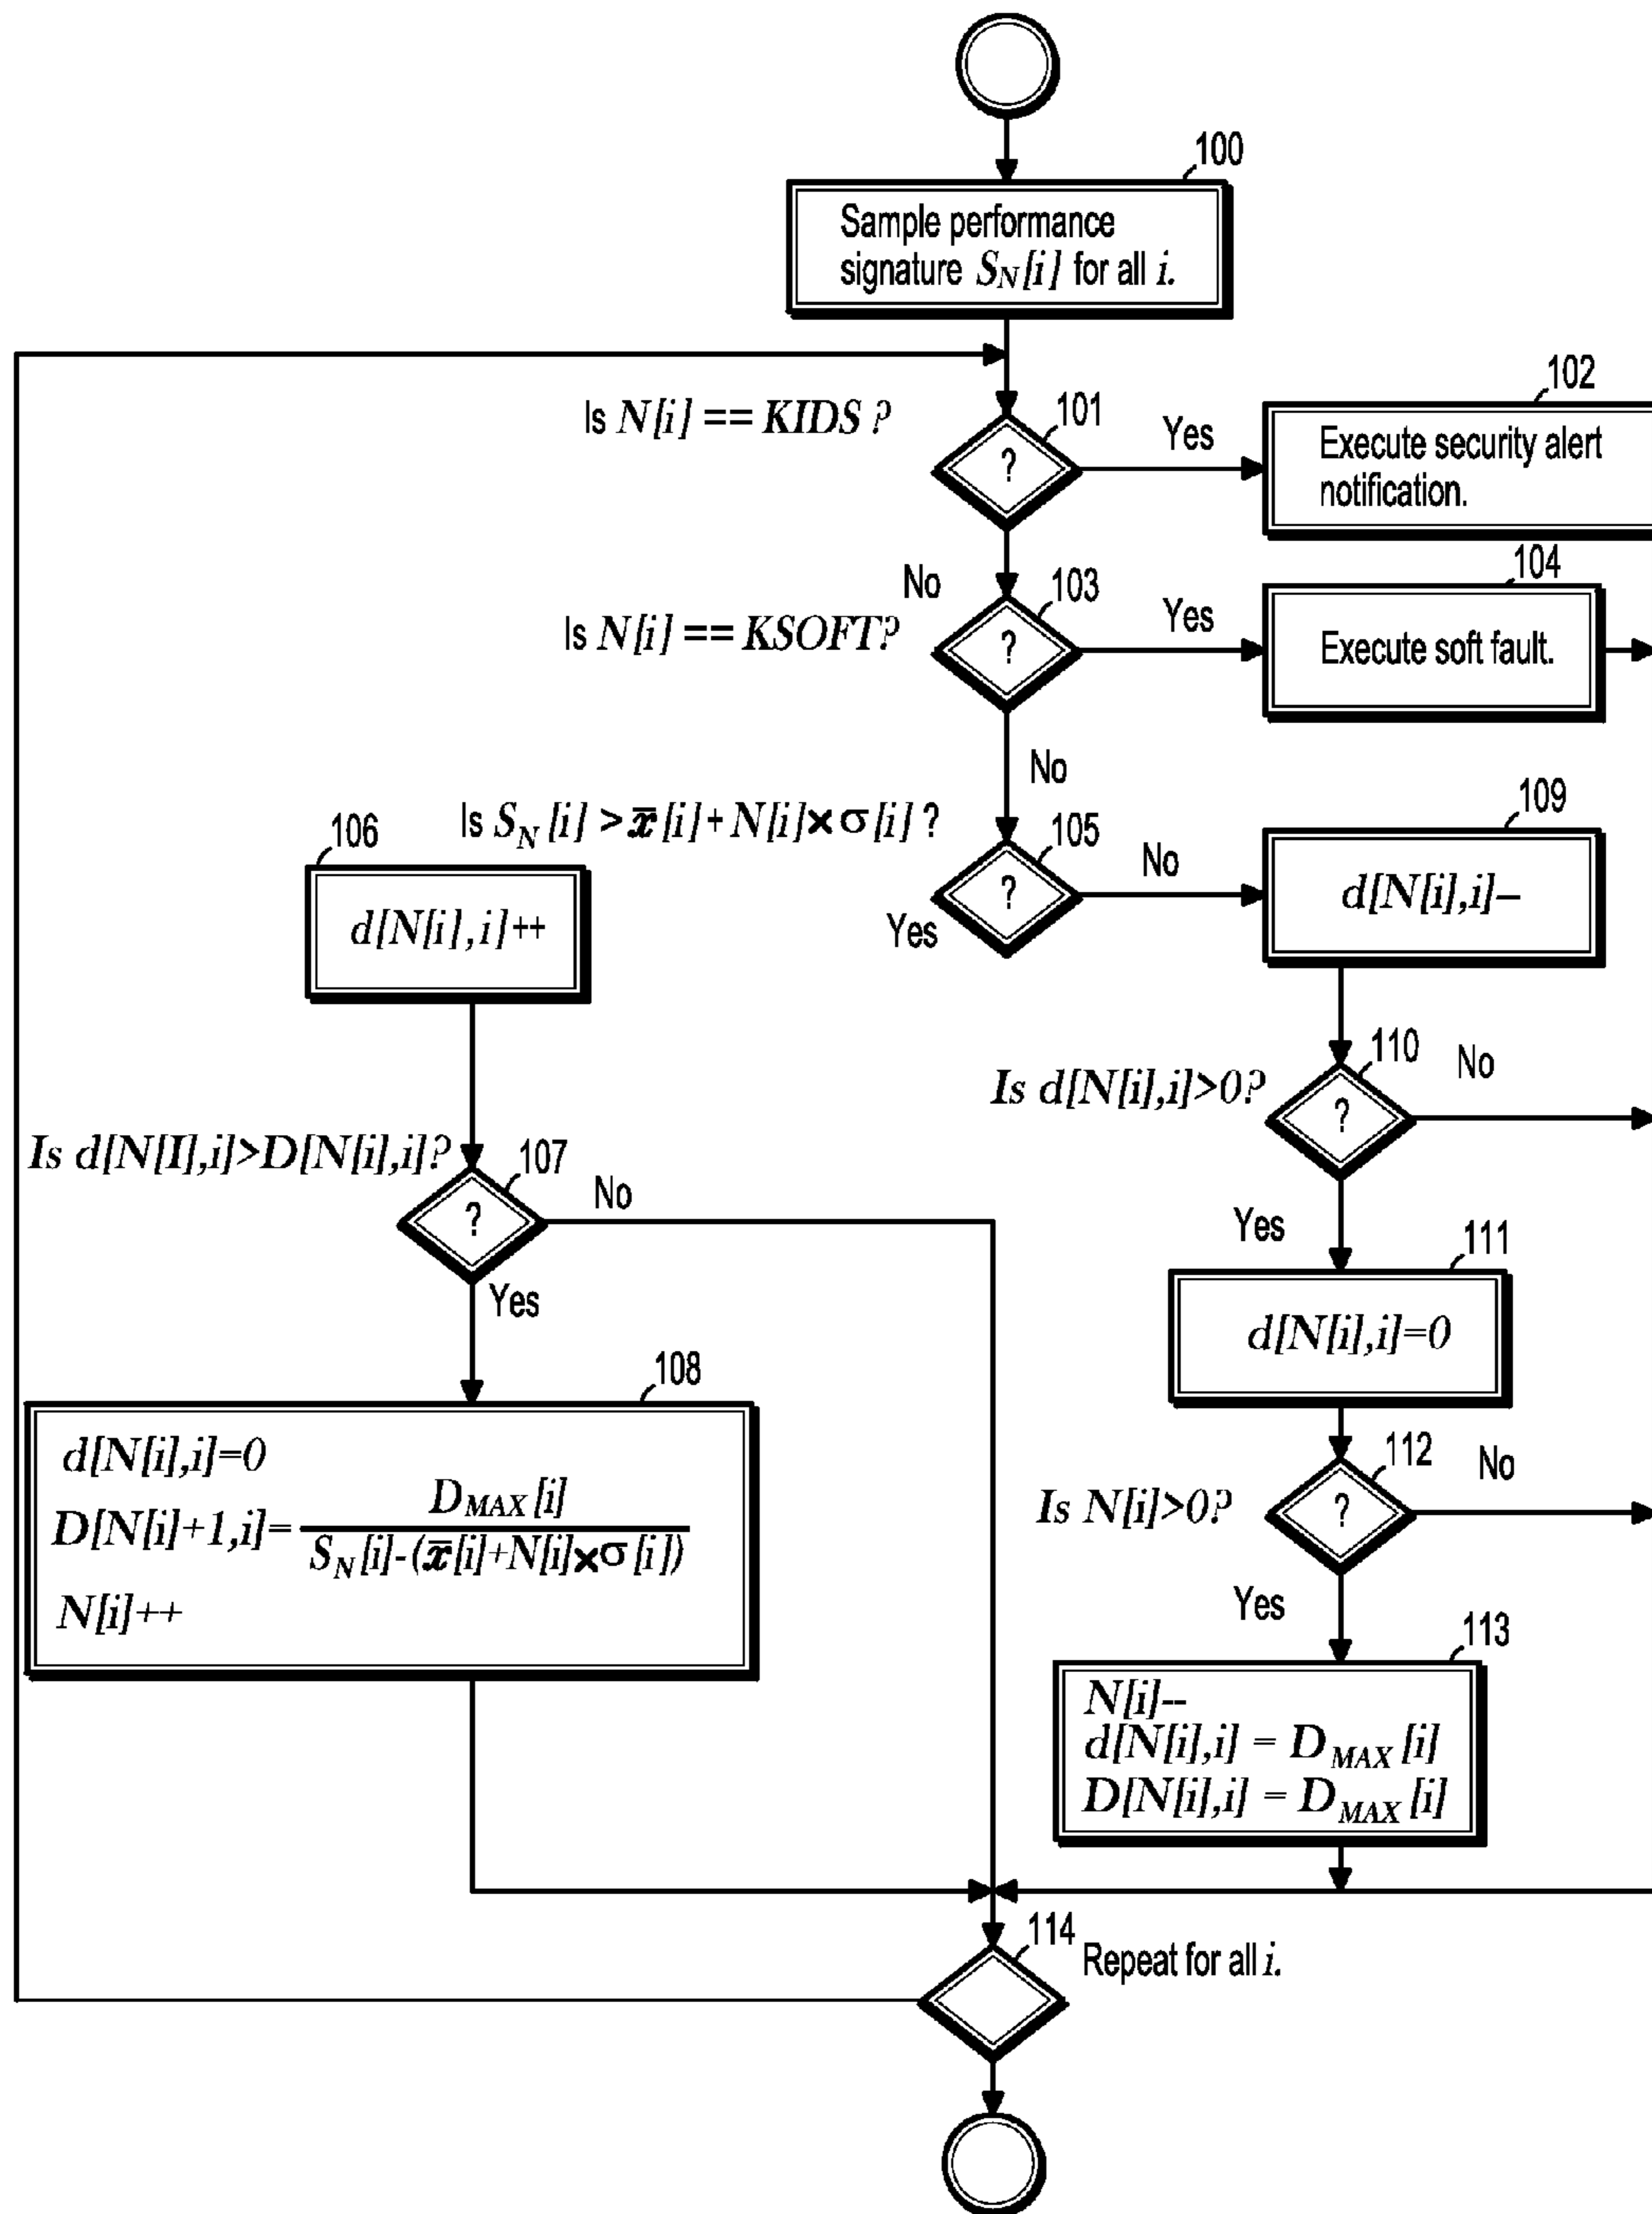 100
Sample performance
signature S_N[i] for all i.
Is N[i] == KIDS ?
101
?
Yes
102
Execute security alert
notification.
No
Is N[i] == KSOFT?
103
?
Yes
104
Execute soft fault.
No
Is S_N[i] > x̄[i]+N[i]×σ[i] ?
105
?
No
Yes
109
d[N[i],i]–
106
d[N[i],i]++
Is d[N[i],i]>0?
110
?
No
Yes
Is d[N[I],i]>D[N[i],i]?
107
?
No
Yes
111
d[N[i],i]=0
Is N[i]>0?
112
?
No
Yes
108
d[N[i],i]=0
D[N[i]+1,i]= D_MAX[i]
S_N[i]-(x̄[i]+N[i]×σ[i])
N[i]++
113
N[i]--
d[N[i],i] = D_MAX[i]
D[N[i],i] = D_MAX[i]
114
Repeat for all i.